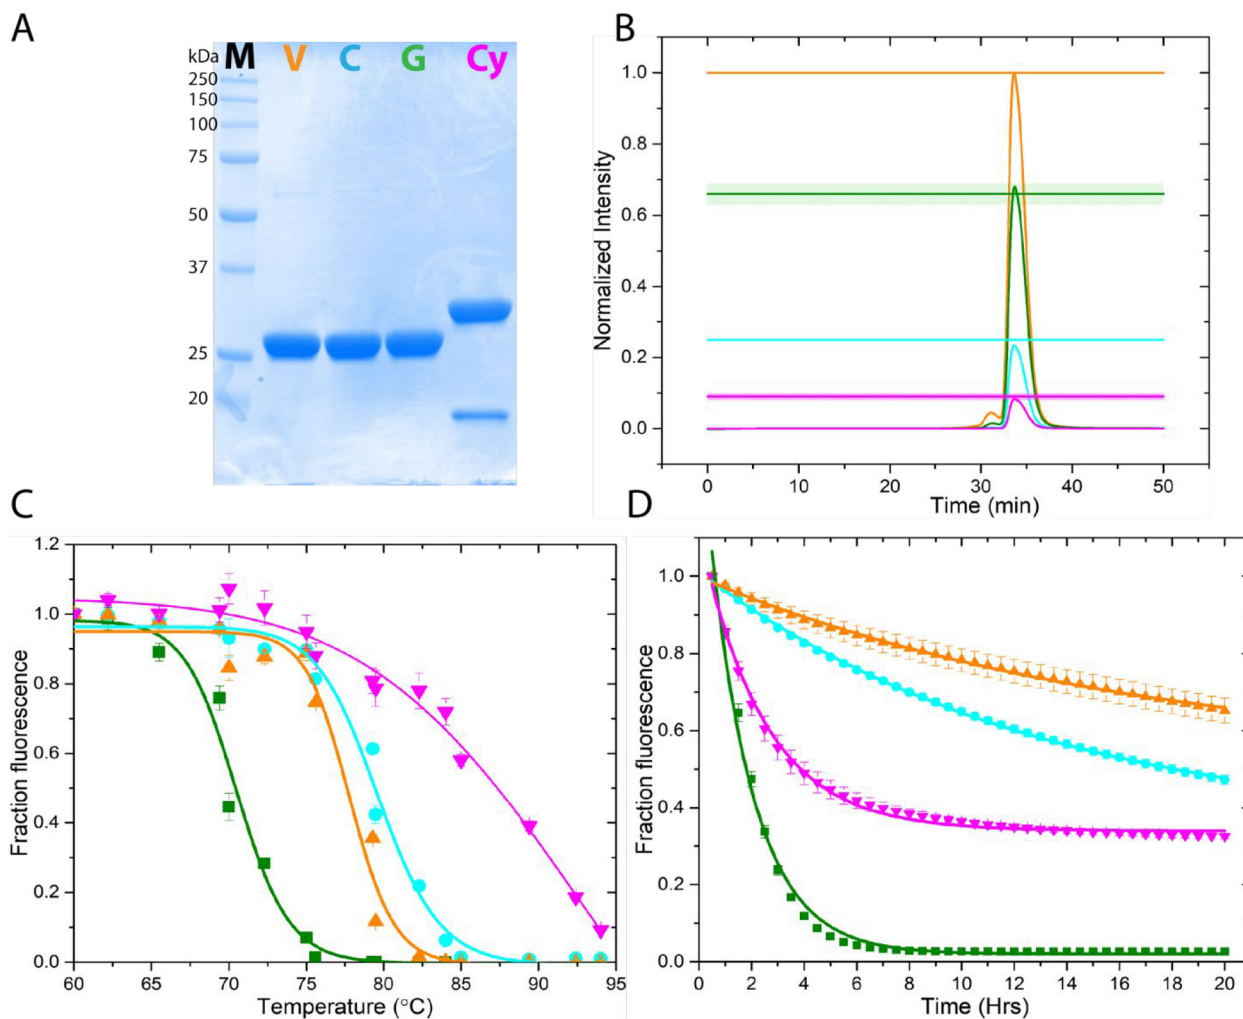 A
kDa M V C G Cy
250
150
100
75
50
37
25
20
B
Normalized Intensity
1.0
0.8
0.6
0.4
0.2
0.0
0 10 20 30 40 50
Time (min)
C
Fraction fluorescence
1.2
1.0
0.8
0.6
0.4
0.2
0.0
60 65 70 75 80 85 90 95
Temperature (°C)
D
Fraction fluorescence
1.0
0.8
0.6
0.4
0.2
0.0
0 2 4 6 8 10 12 14 16 18 20
Time (Hrs)